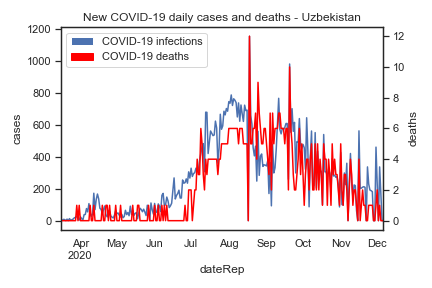 New COVID-19 daily cases and deaths - Uzbekistan
COVID-19 infections
COVID-19 deaths
1200
1000
800
600
400
200
0
cases
12
10
8
6
4
2
0
deaths
Apr May Jun Jul Aug Sep Oct Nov Dec
2020
dateRep